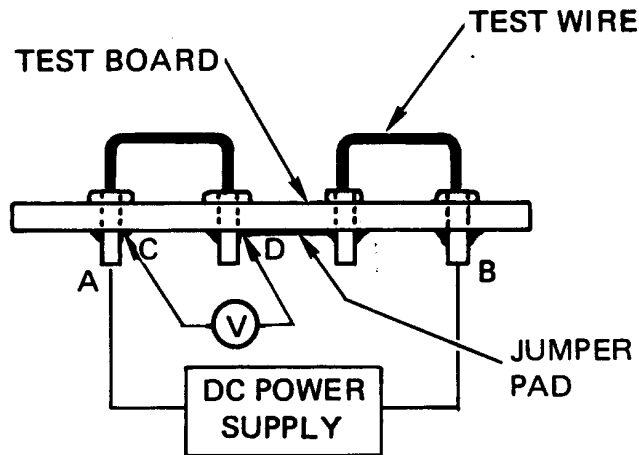 TEST WIRE
TEST BOARD
C
D
A
B
V
JUMPER
PAD
DC POWER
SUPPLY